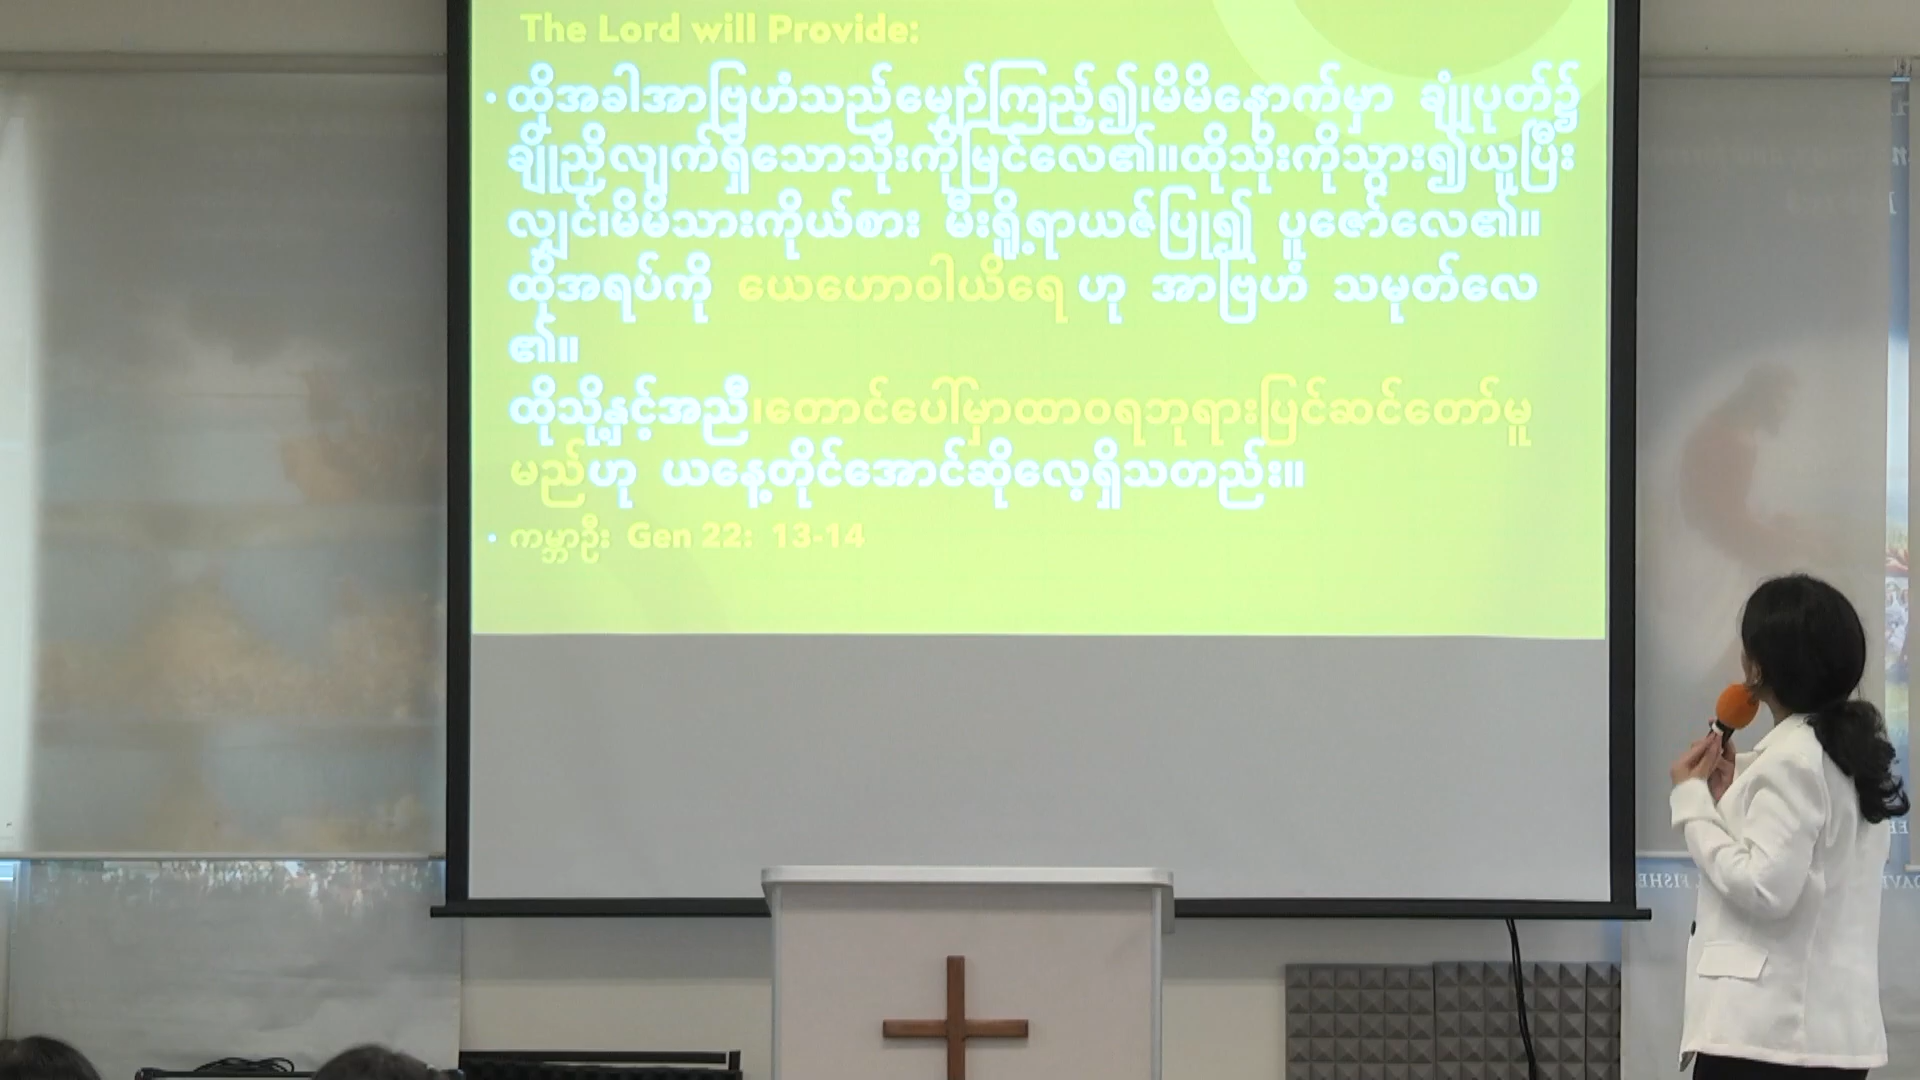 The Lord will Provide:
• ထိုအခါအာဗြဟံသည်မျှော်ကြည့်၍၊မိမိနောက်မှာ ချုံပုတ်၌
ချိုညှိလျက်ရှိသောသိုးကိုမြင်လေ၏။ထိုသိုးကိုသွား၍ယူပြီး
လျှင်၊မိမိသားကိုယ်စား မီးရှို့ရာယဇ်ပြု၍ ပူဇော်လေ၏။
ထိုအရပ်ကို ယေဟောဝါယိရေ ဟု အာဗြဟံ သမုတ်လေ
၏။
ထိုသို့နှင့်အညီ၊တောင်ပေါ်မှာထာဝရဘုရားပြင်ဆင်တော်မူ
မည်ဟု ယနေ့တိုင်အောင်ဆိုလေ့ရှိသတည်း။
• ကမ္ဘာဦး Gen 22: 13-14